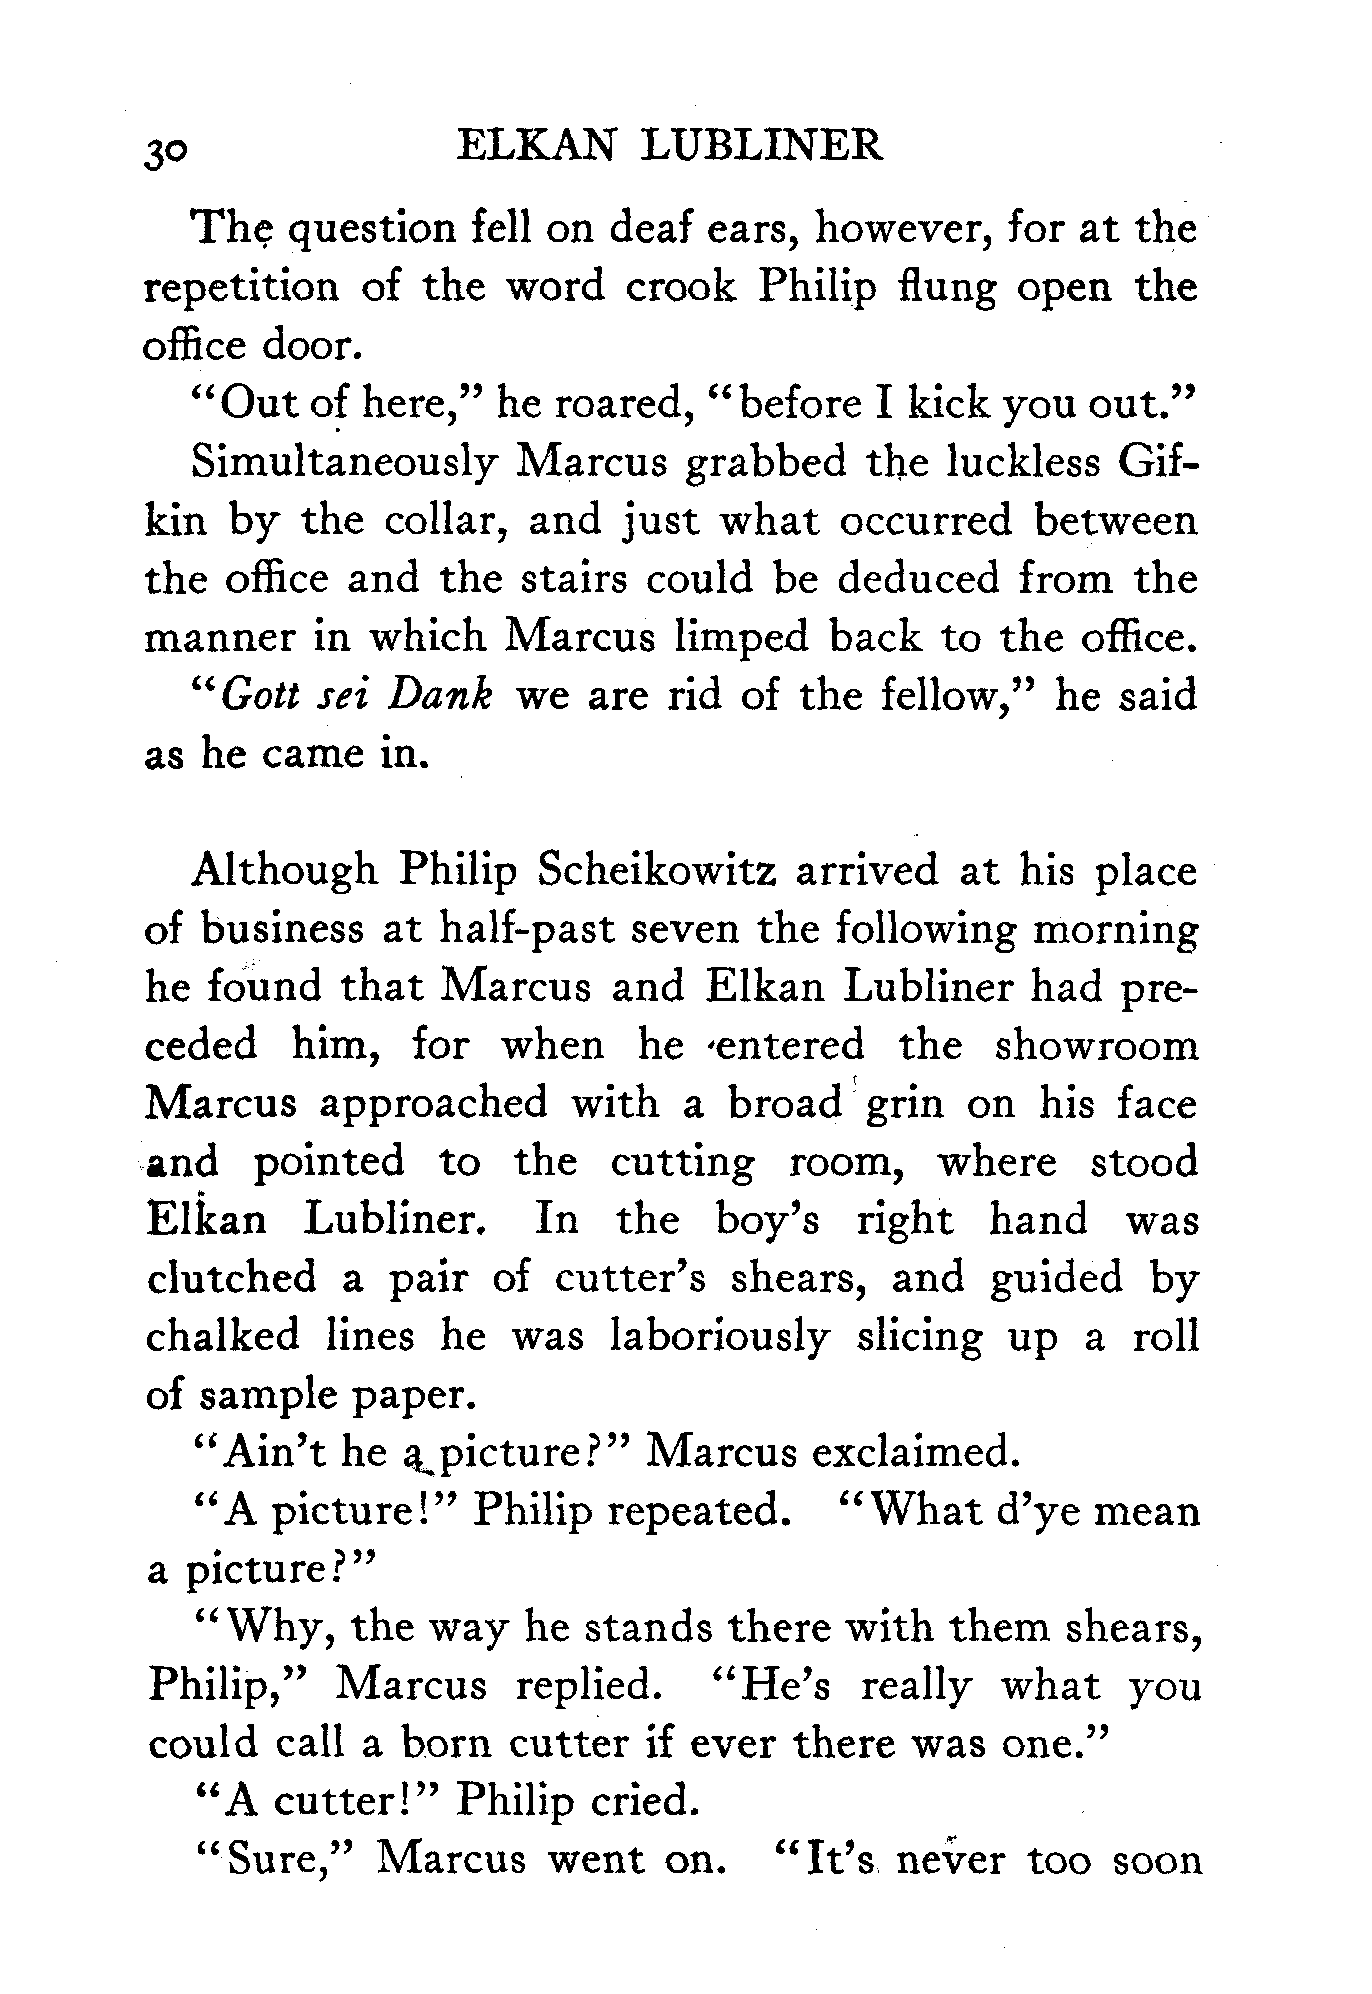 30 ELKAN LUBLINER
The question fell on deaf ears, however, for at the
repetition of the word crook Philip flung open the
office door.
"Out of here," he roared, "before I kick you out."
Simultaneously Marcus grabbed the luckless Gif-
kin by the collar, and just what occurred between
the office and the stairs could be deduced from the
manner in which Marcus limped back to the office.
"Gott sei Dank we are rid of the fellow," he said
as he came in.
Although Philip Scheikowitz arrived at his place
of business at half-past seven the following morning
he found that Marcus and Elkan Lubliner had pre-
ceded him, for when he entered the showroom
Marcus approached with a broad grin on his face
and pointed to the cutting room, where stood
Elkan Lubliner. In the boy's right hand was
clutched a pair of cutter's shears, and guided by
chalked lines he was laboriously slicing up a roll
of sample paper.
"Ain't he a picture?" Marcus exclaimed.
"A picture!" Philip repeated. "What d'ye mean
a picture?"
"Why, the way he stands there with them shears,
Philip," Marcus replied. "He's really what you
could call a born cutter if ever there was one."
"A cutter!" Philip cried.
"Sure," Marcus went on. "It's never too soon